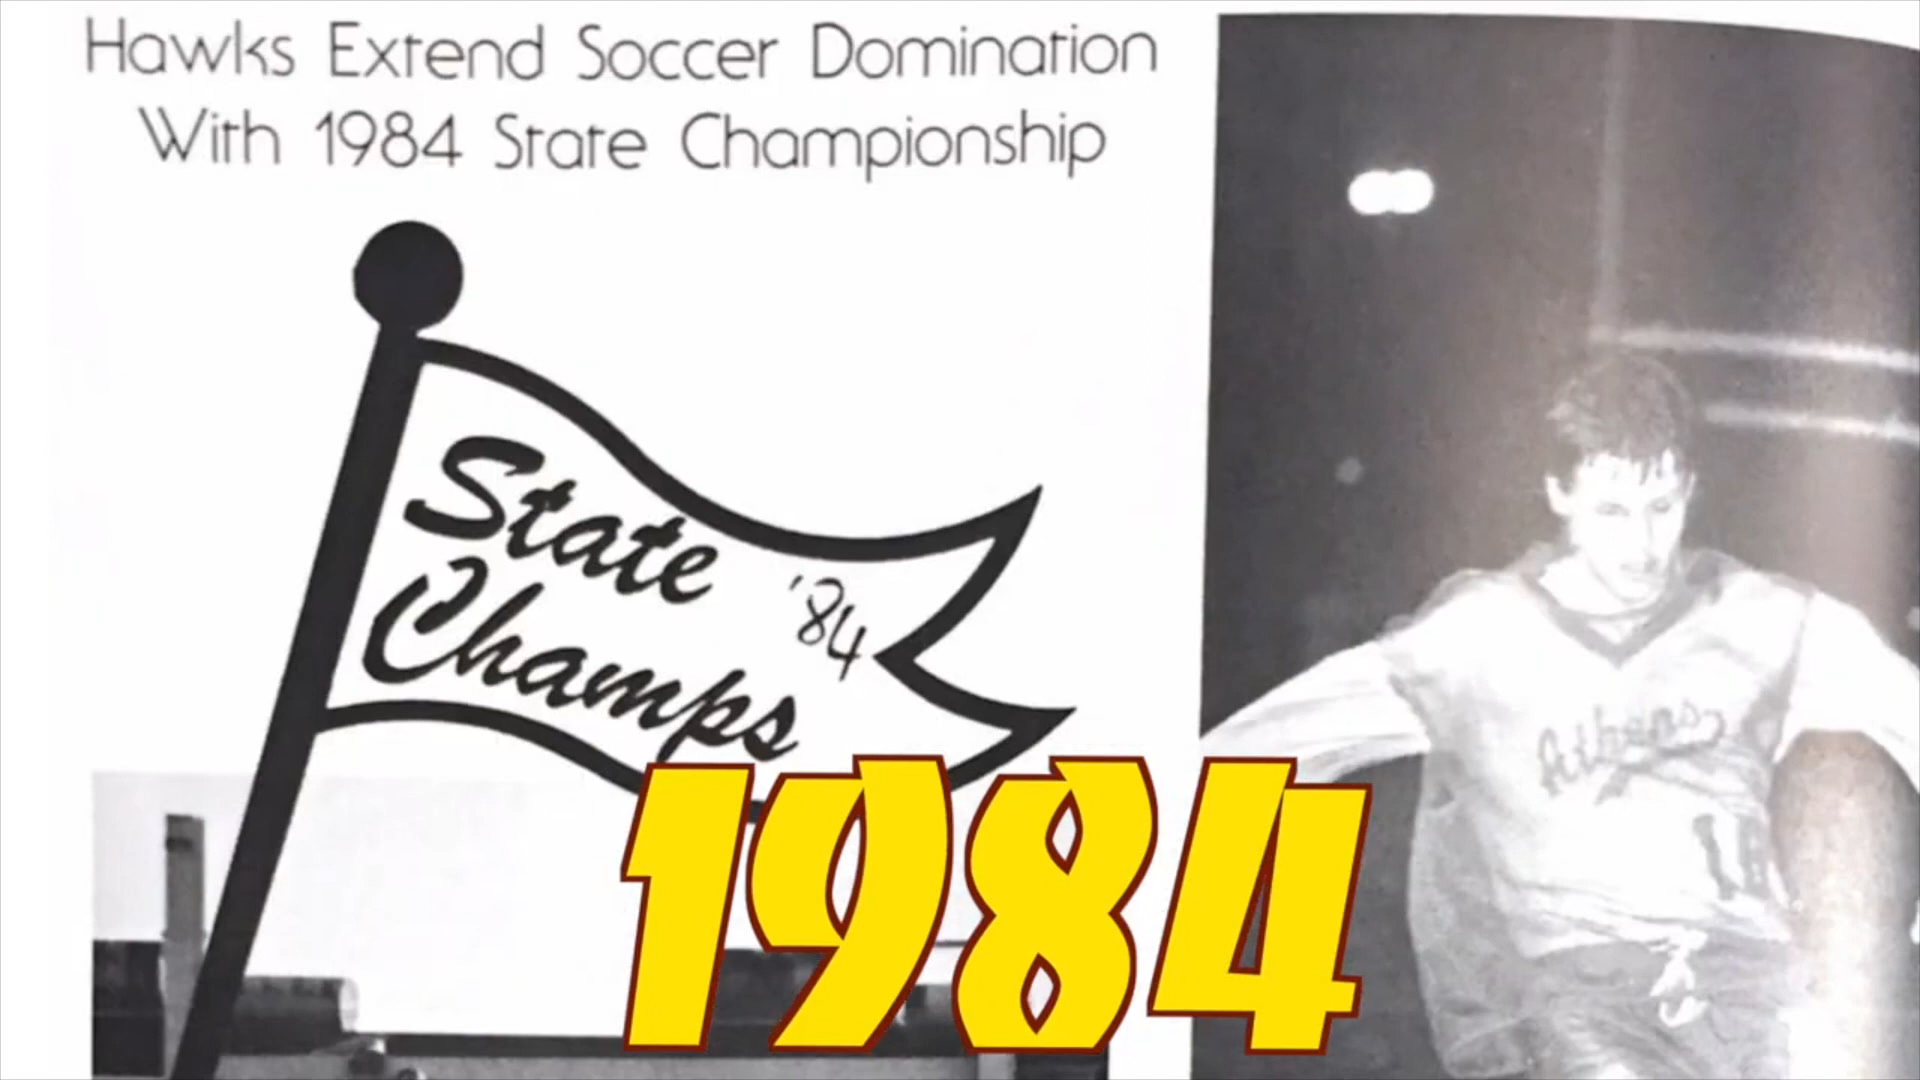 Hawks Extend Soccer Domination
With 1984 State Championship
State
Champs
'84
1984
Athens